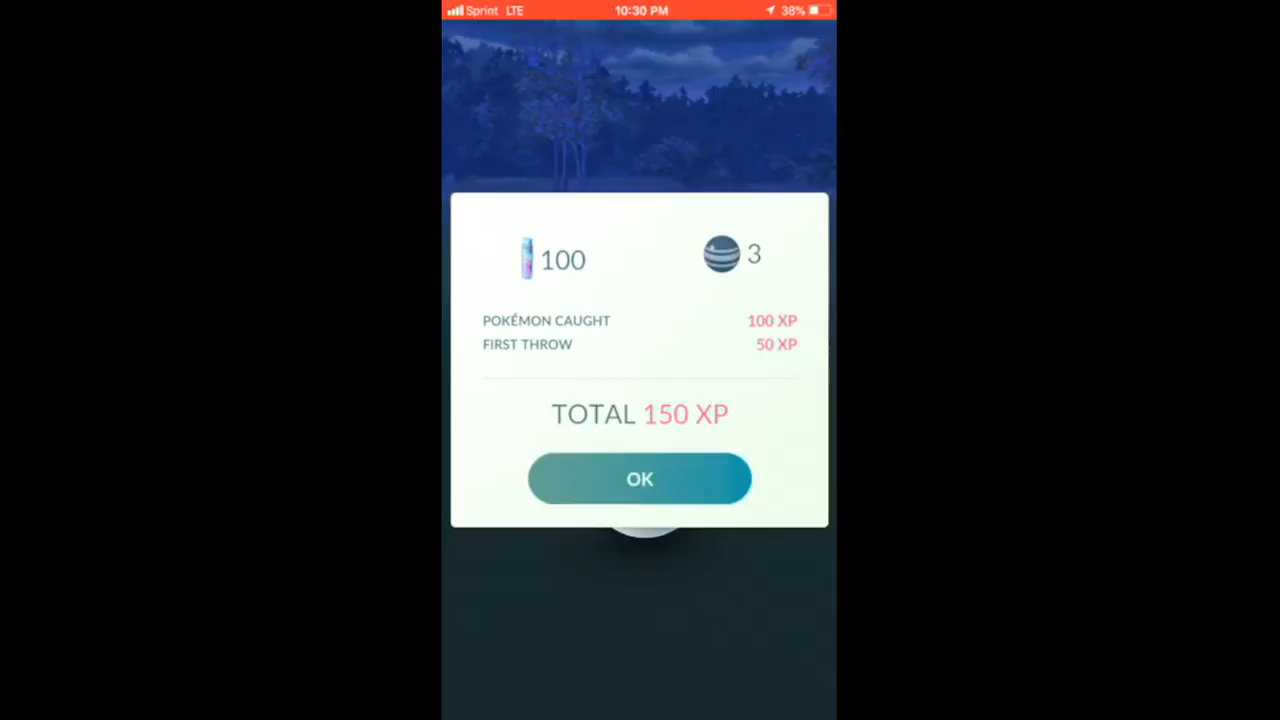 Sprint LTE 10:30 PM 38%
100 3
POKÉMON CAUGHT 100 XP
FIRST THROW 50 XP
TOTAL 150 XP
OK